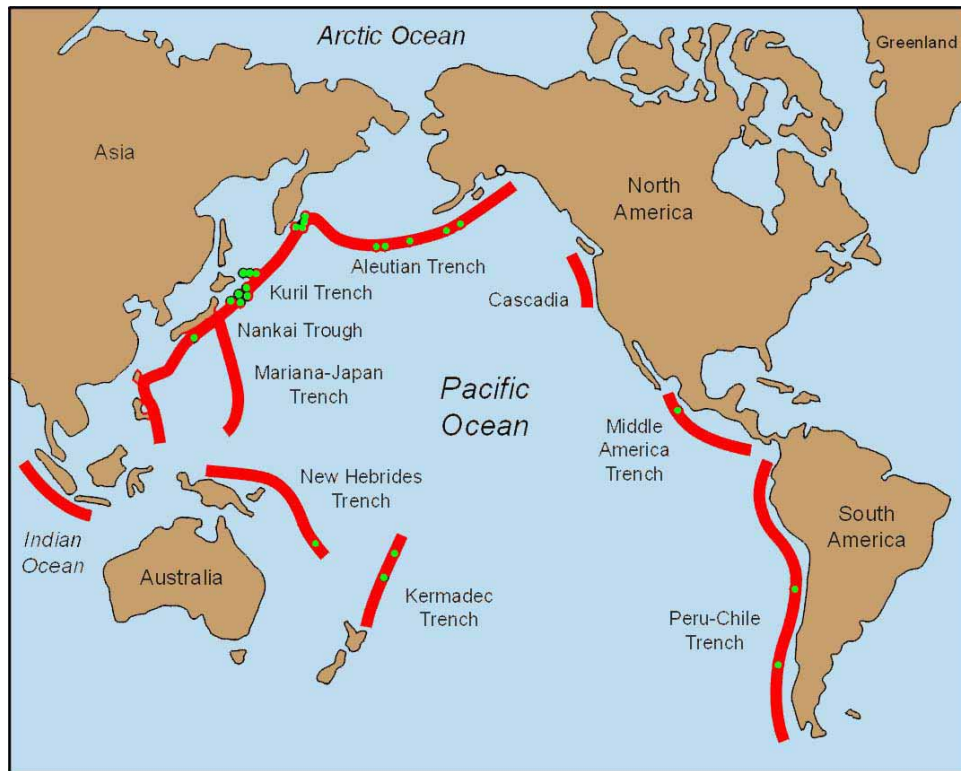 Arctic Ocean
Greenland
Asia
North
America
Aleutian Trench
Kuril Trench
Cascadia
Nankai Trough
Mariana-Japan
Trench
Pacific
Ocean
Middle
America
Trench
New Hebrides
Trench
South
America
Indian
Ocean
Australia
Kermadec
Trench
Peru-Chile
Trench